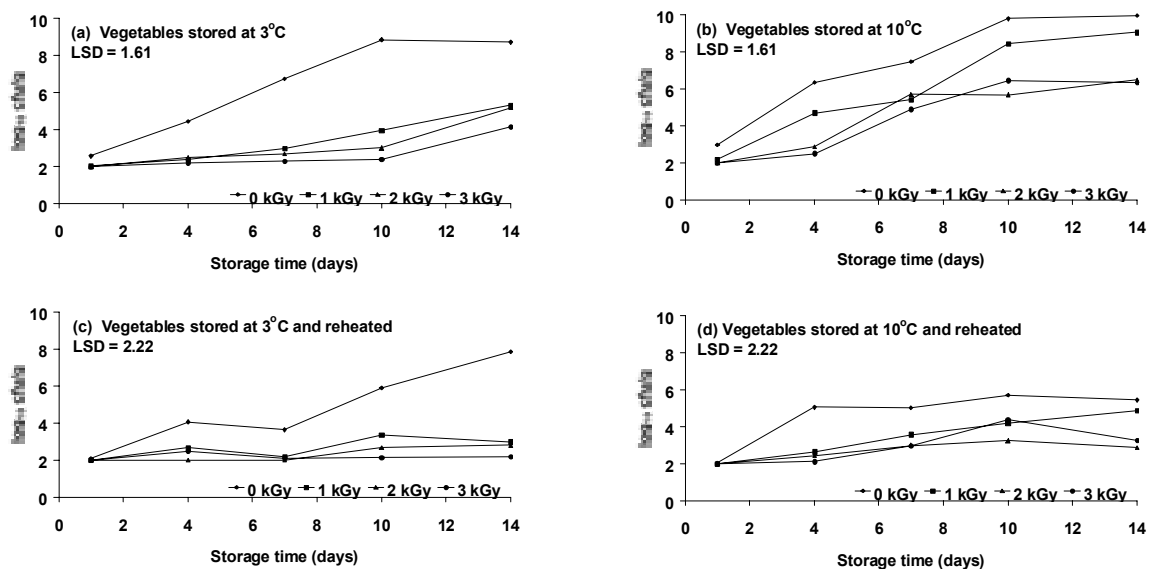 (a) Vegetables stored at 3°C
LSD = 1.61
10
8
6
4
2
0
0 kGy 1 kGy 2 kGy 3 kGy
0 2 4 6 8 10 12 14
Storage time (days)
(b) Vegetables stored at 10°C
LSD = 1.61
10
8
6
4
2
0
0 kGy 1 kGy 2 kGy 3 kGy
0 2 4 6 8 10 12 14
Storage time (days)
(c) Vegetables stored at 3°C and reheated
LSD = 2.22
10
8
6
4
2
0
0 kGy 1 kGy 2 kGy 3 kGy
0 2 4 6 8 10 12 14
Storage time (days)
(d) Vegetables stored at 10°C and reheated
LSD = 2.22
10
8
6
4
2
0
0 kGy 1 kGy 2 kGy 3 kGy
0 2 4 6 8 10 12 14
Storage time (days)